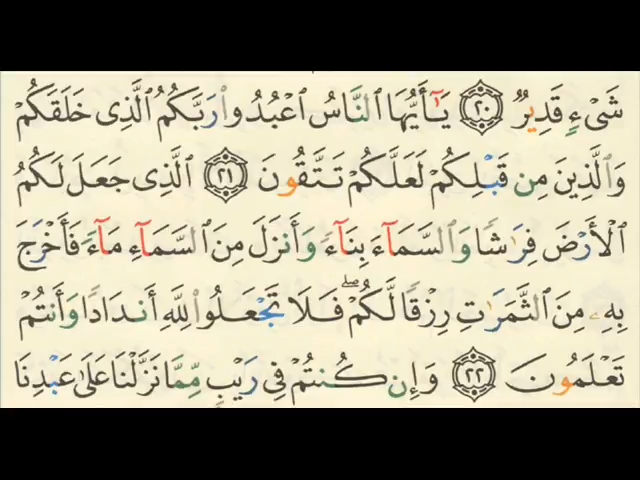 شَىْءٍ قَدِيرٌ ٢٠ يَـٰٓأَيُّهَا ٱلنَّاسُ ٱعْبُدُوا۟ رَبَّكُمُ ٱلَّذِى خَلَقَكُمْ
وَٱلَّذِينَ مِن قَبْلِكُمْ لَعَلَّكُمْ تَتَّقُونَ ٢١ ٱلَّذِى جَعَلَ لَكُمُ
ٱلْأَرْضَ فِرَٰشًا وَٱلسَّمَآءَ بِنَآءً وَأَنزَلَ مِنَ ٱلسَّمَآءِ مَآءً فَأَخْرَجَ
بِهِۦ مِنَ ٱلثَّمَرَٰتِ رِزْقًا لَّكُمْ ۖ فَلَا تَجْعَلُوا۟ لِلَّهِ أَندَادًا وَأَنتُمْ
تَعْلَمُونَ ٢٢ وَإِن كُنتُمْ فِى رَيْبٍ مِّمَّا نَزَّلْنَا عَلَىٰ عَبْدِنَا